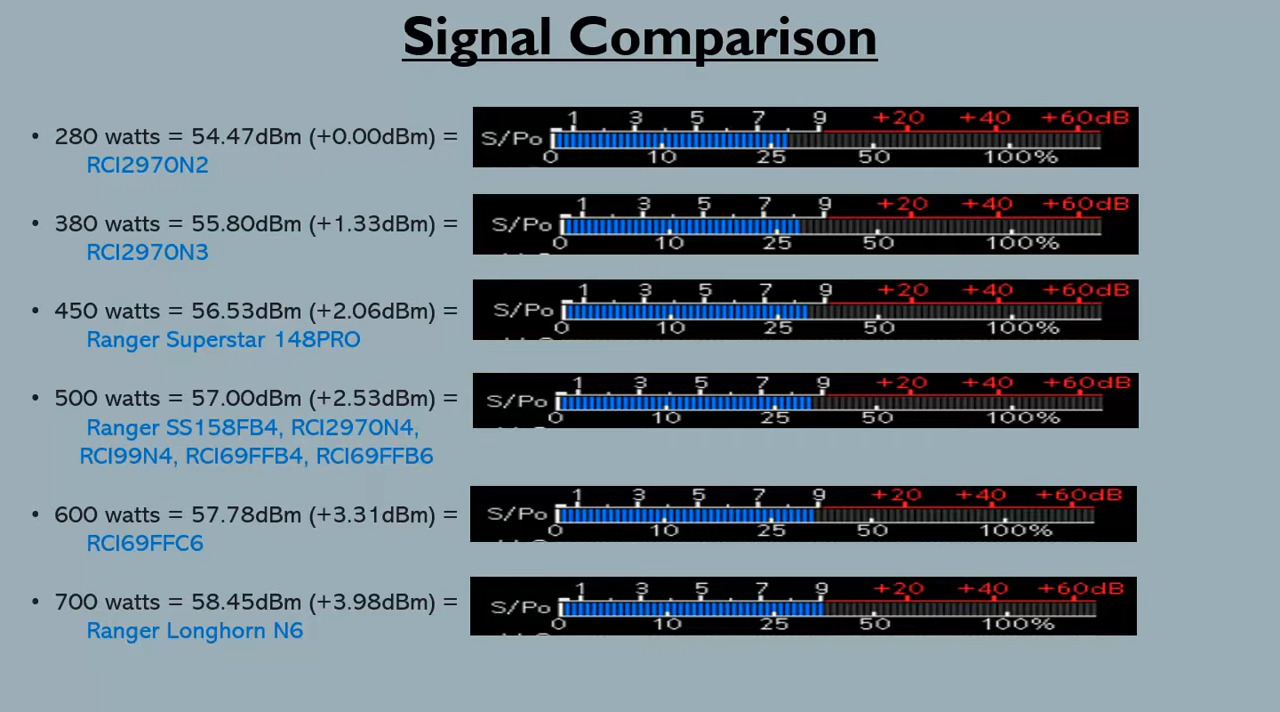 Signal Comparison
• 280 watts = 54.47dBm (+0.00dBm) =
RCI2970N2
1 3 5 7 9 +20 +40 +60dB
S/Po
0 10 25 50 100%
• 380 watts = 55.80dBm (+1.33dBm) =
RCI2970N3
1 3 5 7 9 +20 +40 +60dB
S/Po
0 10 25 50 100%
• 450 watts = 56.53dBm (+2.06dBm) =
Ranger Superstar 148PRO
1 3 5 7 9 +20 +40 +60dB
S/Po
0 10 25 50 100%
• 500 watts = 57.00dBm (+2.53dBm) =
Ranger SS158FB4, RCI2970N4,
RCI99N4, RCI69FFB4, RCI69FFB6
1 3 5 7 9 +20 +40 +60dB
S/Po
0 10 25 50 100%
• 600 watts = 57.78dBm (+3.31dBm) =
RCI69FFC6
1 3 5 7 9 +20 +40 +60dB
S/Po
0 10 25 50 100%
• 700 watts = 58.45dBm (+3.98dBm) =
Ranger Longhorn N6
1 3 5 7 9 +20 +40 +60dB
S/Po
0 10 25 50 100%